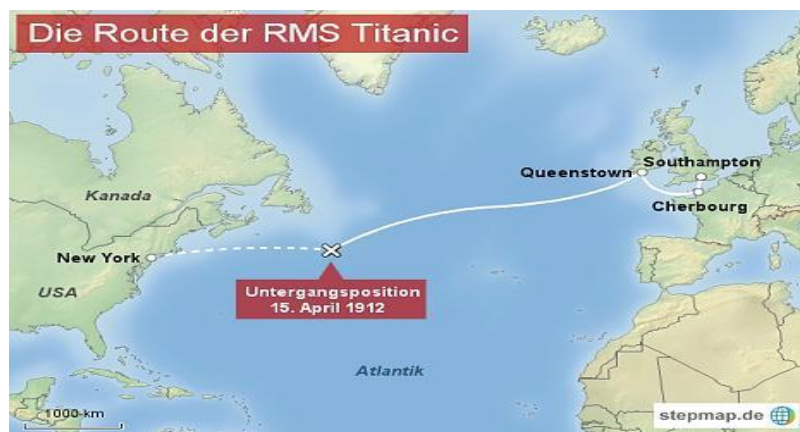 Die Route der RMS Titanic
Queenstown
Southampton
Cherbourg
Kanada
New York
USA
Untergangsposition
15. April 1912
Atlantik
1000 km
stepmap.de